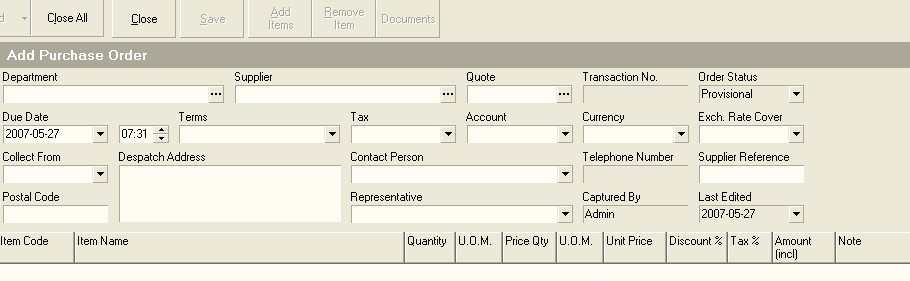 Close All
Close
Save
Add Items
Remove Item
Documents
Add Purchase Order
Department Supplier Quote Transaction No. Order Status
Provisional
Due Date Terms Tax Account Currency Exch. Rate Cover
2007-05-27 07:31
Collect From Despatch Address Contact Person Telephone Number Supplier Reference
Postal Code Representative Captured By Last Edited
Admin 2007-05-27
Item Code Item Name Quantity U.O.M. Price Qty U.O.M. Unit Price Discount % Tax % Amount Note
(incl)